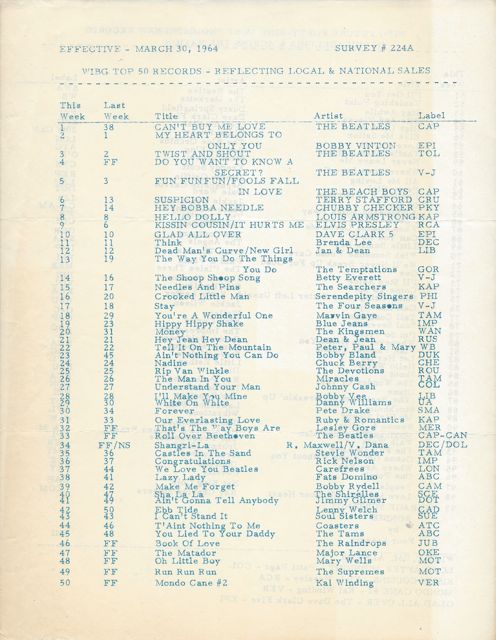 EFFECTIVE - MARCH 30, 1964 SURVEY # 224A
WIBG TOP 50 RECORDS - REFLECTING LOCAL & NATIONAL SALES
This Last
Week Week Title Artist Label
1 38 CAN'T BUY ME LOVE THE BEATLES CAP
2 1 MY HEART BELONGS TO
ONLY YOU BOBBY VINTON EPI
3 2 TWIST AND SHOUT THE BEATLES TOL
4 FF DO YOU WANT TO KNOW A
SECRET? THE BEATLES V-J
5 3 FUN FUN FUN/FOOLS FALL
IN LOVE THE BEACH BOYS CAP
6 13 SUSPICION TERRY STAFFORD CRU
7 14 HEY BOBBA NEEDLE CHUBBY CHECKER PKY
8 8 HELLO DOLLY LOUIS ARMSTRONG KAP
9 6 KISSIN COUSIN/IT HURTS ME ELVIS PRESLEY RCA
10 10 GLAD ALL OVER DAVE CLARK 5 EPI
11 11 Think Brenda Lee DEC
12 12 Dead Man's Curve/New Girl Jan & Dean LIB
13 19 The Way You Do The Things
You Do The Temptations GOR
14 16 The Shoop Shoop Song Betty Everett V-J
15 17 Needles And Pins The Searchers KAP
16 20 Crooked Little Man Serendipity Singers PHI
17 18 Stay The Four Seasons V-J
18 29 You're A Wonderful One Marvin Gaye TAM
19 23 Hippy Hippy Shake Blue Jeans IMP
20 31 Money The Kingsmen WAN
21 21 Hey Jean Hey Dean Dean & Jean RUS
22 22 Tell It On The Mountain Peter, Paul & Mary WB
23 45 Ain't Nothing You Can Do Bobby Bland DUK
24 24 Nadine Chuck Berry CHE
25 25 Rip Van Winkle The Devotions ROU
26 26 The Man In You Miracles TAM
27 27 Understand Your Man Johnny Cash COL
28 28 I'll Make You Mine Bobby Vee LIB
29 30 White On White Danny Williams UA
30 34 Forever Pete Drake SMA
31 33 Our Everlasting Love Ruby & Romantics KAP
32 FF That's The Way Boys Are Lesley Gore MER
33 FF Roll Over Beethoven The Beatles CAP-CAN
34 FF/NS Shangri-La R, Maxwell/V, Dana DEC/DOL
35 36 Castles In The Sand Stevie Wonder TAM
36 37 Congratulations Rick Nelson IMP
37 44 We Love You Beatles Carefrees LON
38 41 Lazy Lady Fats Domino ABC
39 42 Make Me Forget Bobby Rydell CAM
40 47 Sha La La The Shirelles SCE
41 49 Ain't Gonna Tell Anybody Jimmy Gilmer DOT
42 50 Ebb Tide Lenny Welch CAD
43 43 I Can't Stand It Soul Sisters SUE
44 46 T'Aint Nothing To Me Coasters ATC
45 48 You Lied To Your Daddy The Tams ABC
46 FF Book Of Love The Raindrops JUB
47 FF The Matador Major Lance OKE
48 FF Oh Little Boy Mary Wells MOT
49 FF Run Run Run The Supremes MOT
50 FF Mondo Cane #2 Kai Winding VER